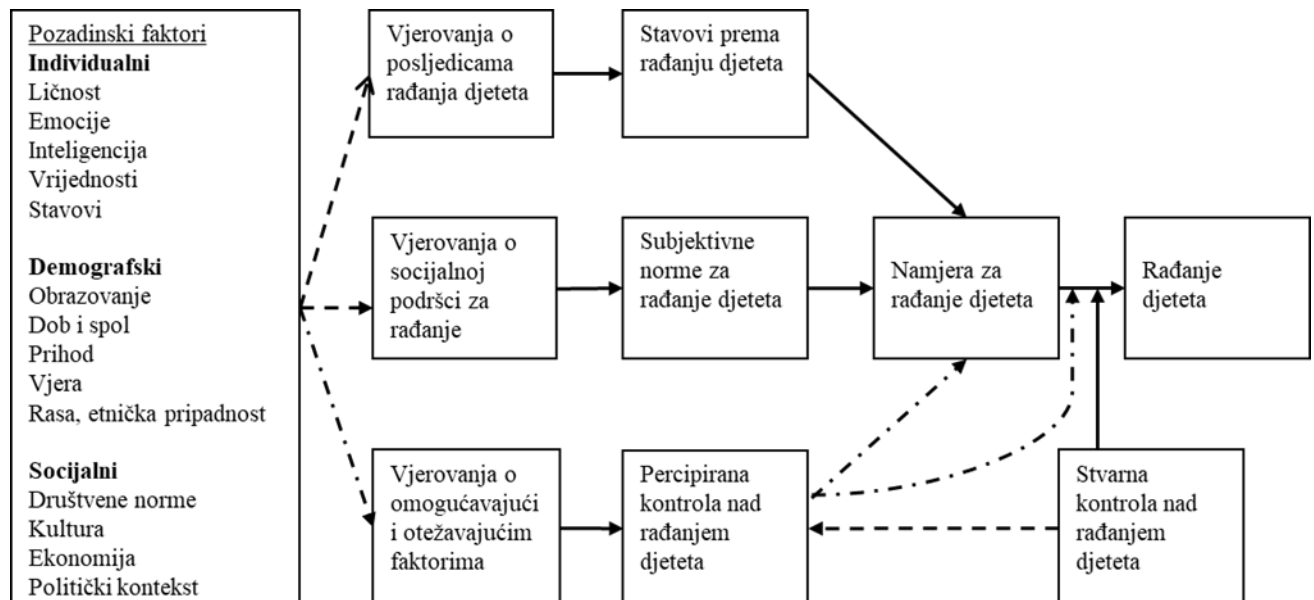 Pozadinski faktori
Individualni
Ličnost
Emocije
Inteligencija
Vrijednosti
Stavovi
Demografski
Obrazovanje
Dob i spol
Prihod
Vjera
Rasa, etnička pripadnost
Socijalni
Društvene norme
Kultura
Ekonomija
Politički kontekst
Vjerovanja o
posljedicama
rađanja djeteta
Stavovi prema
rađanju djeteta
Vjerovanja o
socijalnoj
podršci za
rađanje
Subjektivne
norme za
rađanje djeteta
Namjera za
rađanje djeteta
Rađanje
djeteta
Vjerovanja o
omogućavajući
i otežavajućim
faktorima
Percipirana
kontrola nad
rađanjem
djeteta
Stvarna
kontrola nad
rađanjem
djeteta